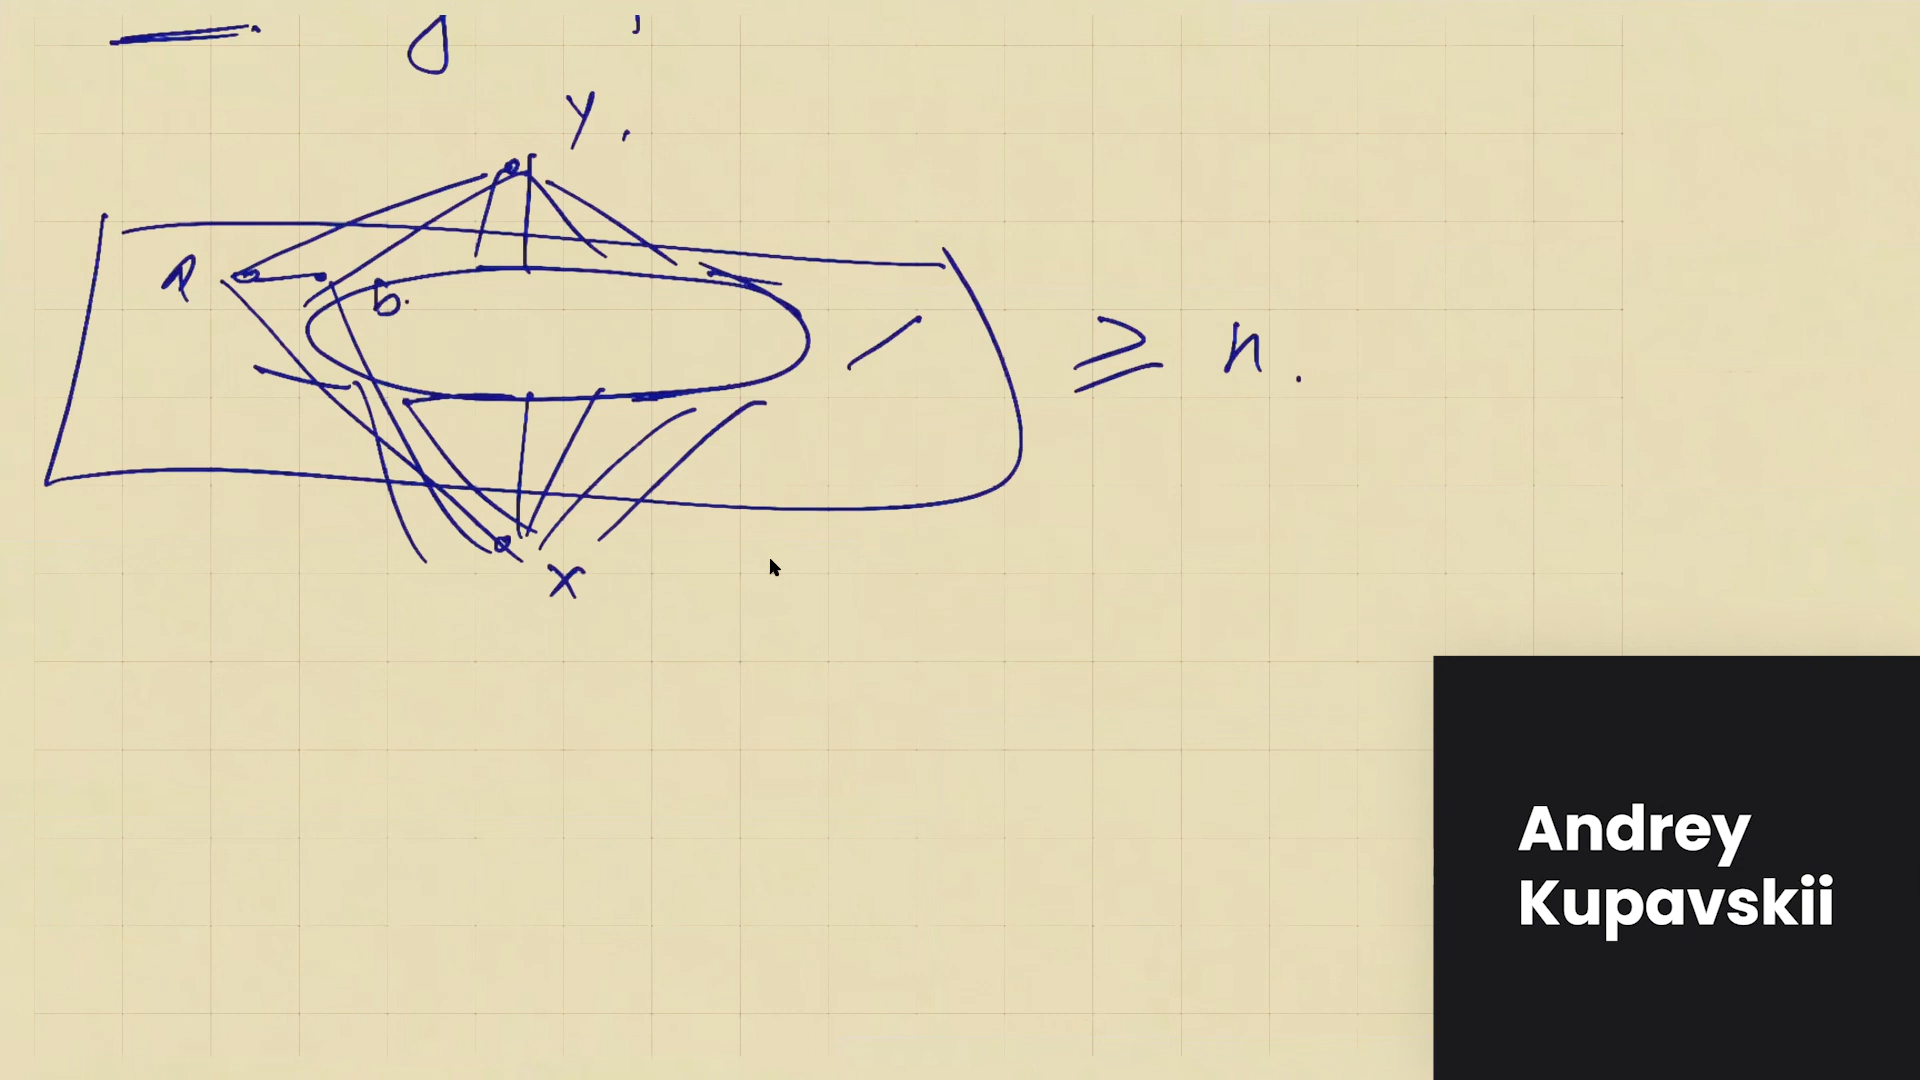 y.
a
b.
≥ n.
x
Andrey
Kupavskii